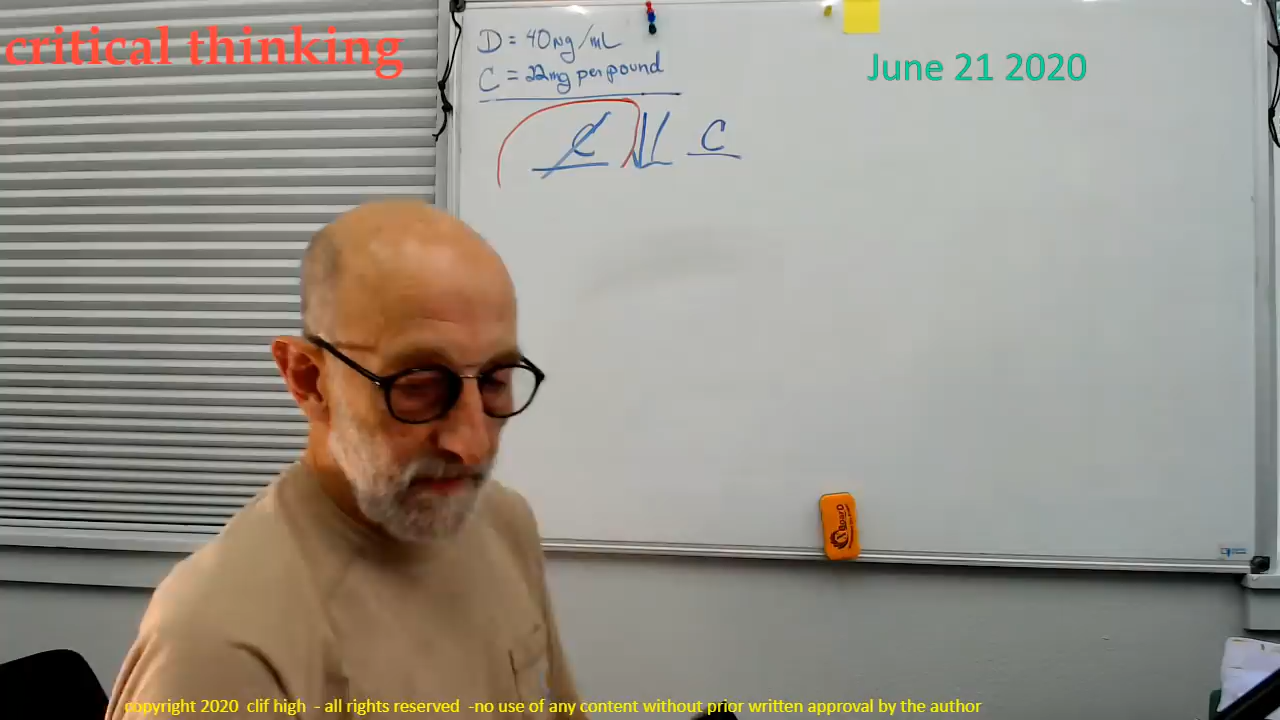 critical thinking
D = 40ng/mL
C = 22mg per pound
June 21 2020
C
C
BOARD
copyright 2020 clif high - all rights reserved -no use of any content without prior written approval by the author